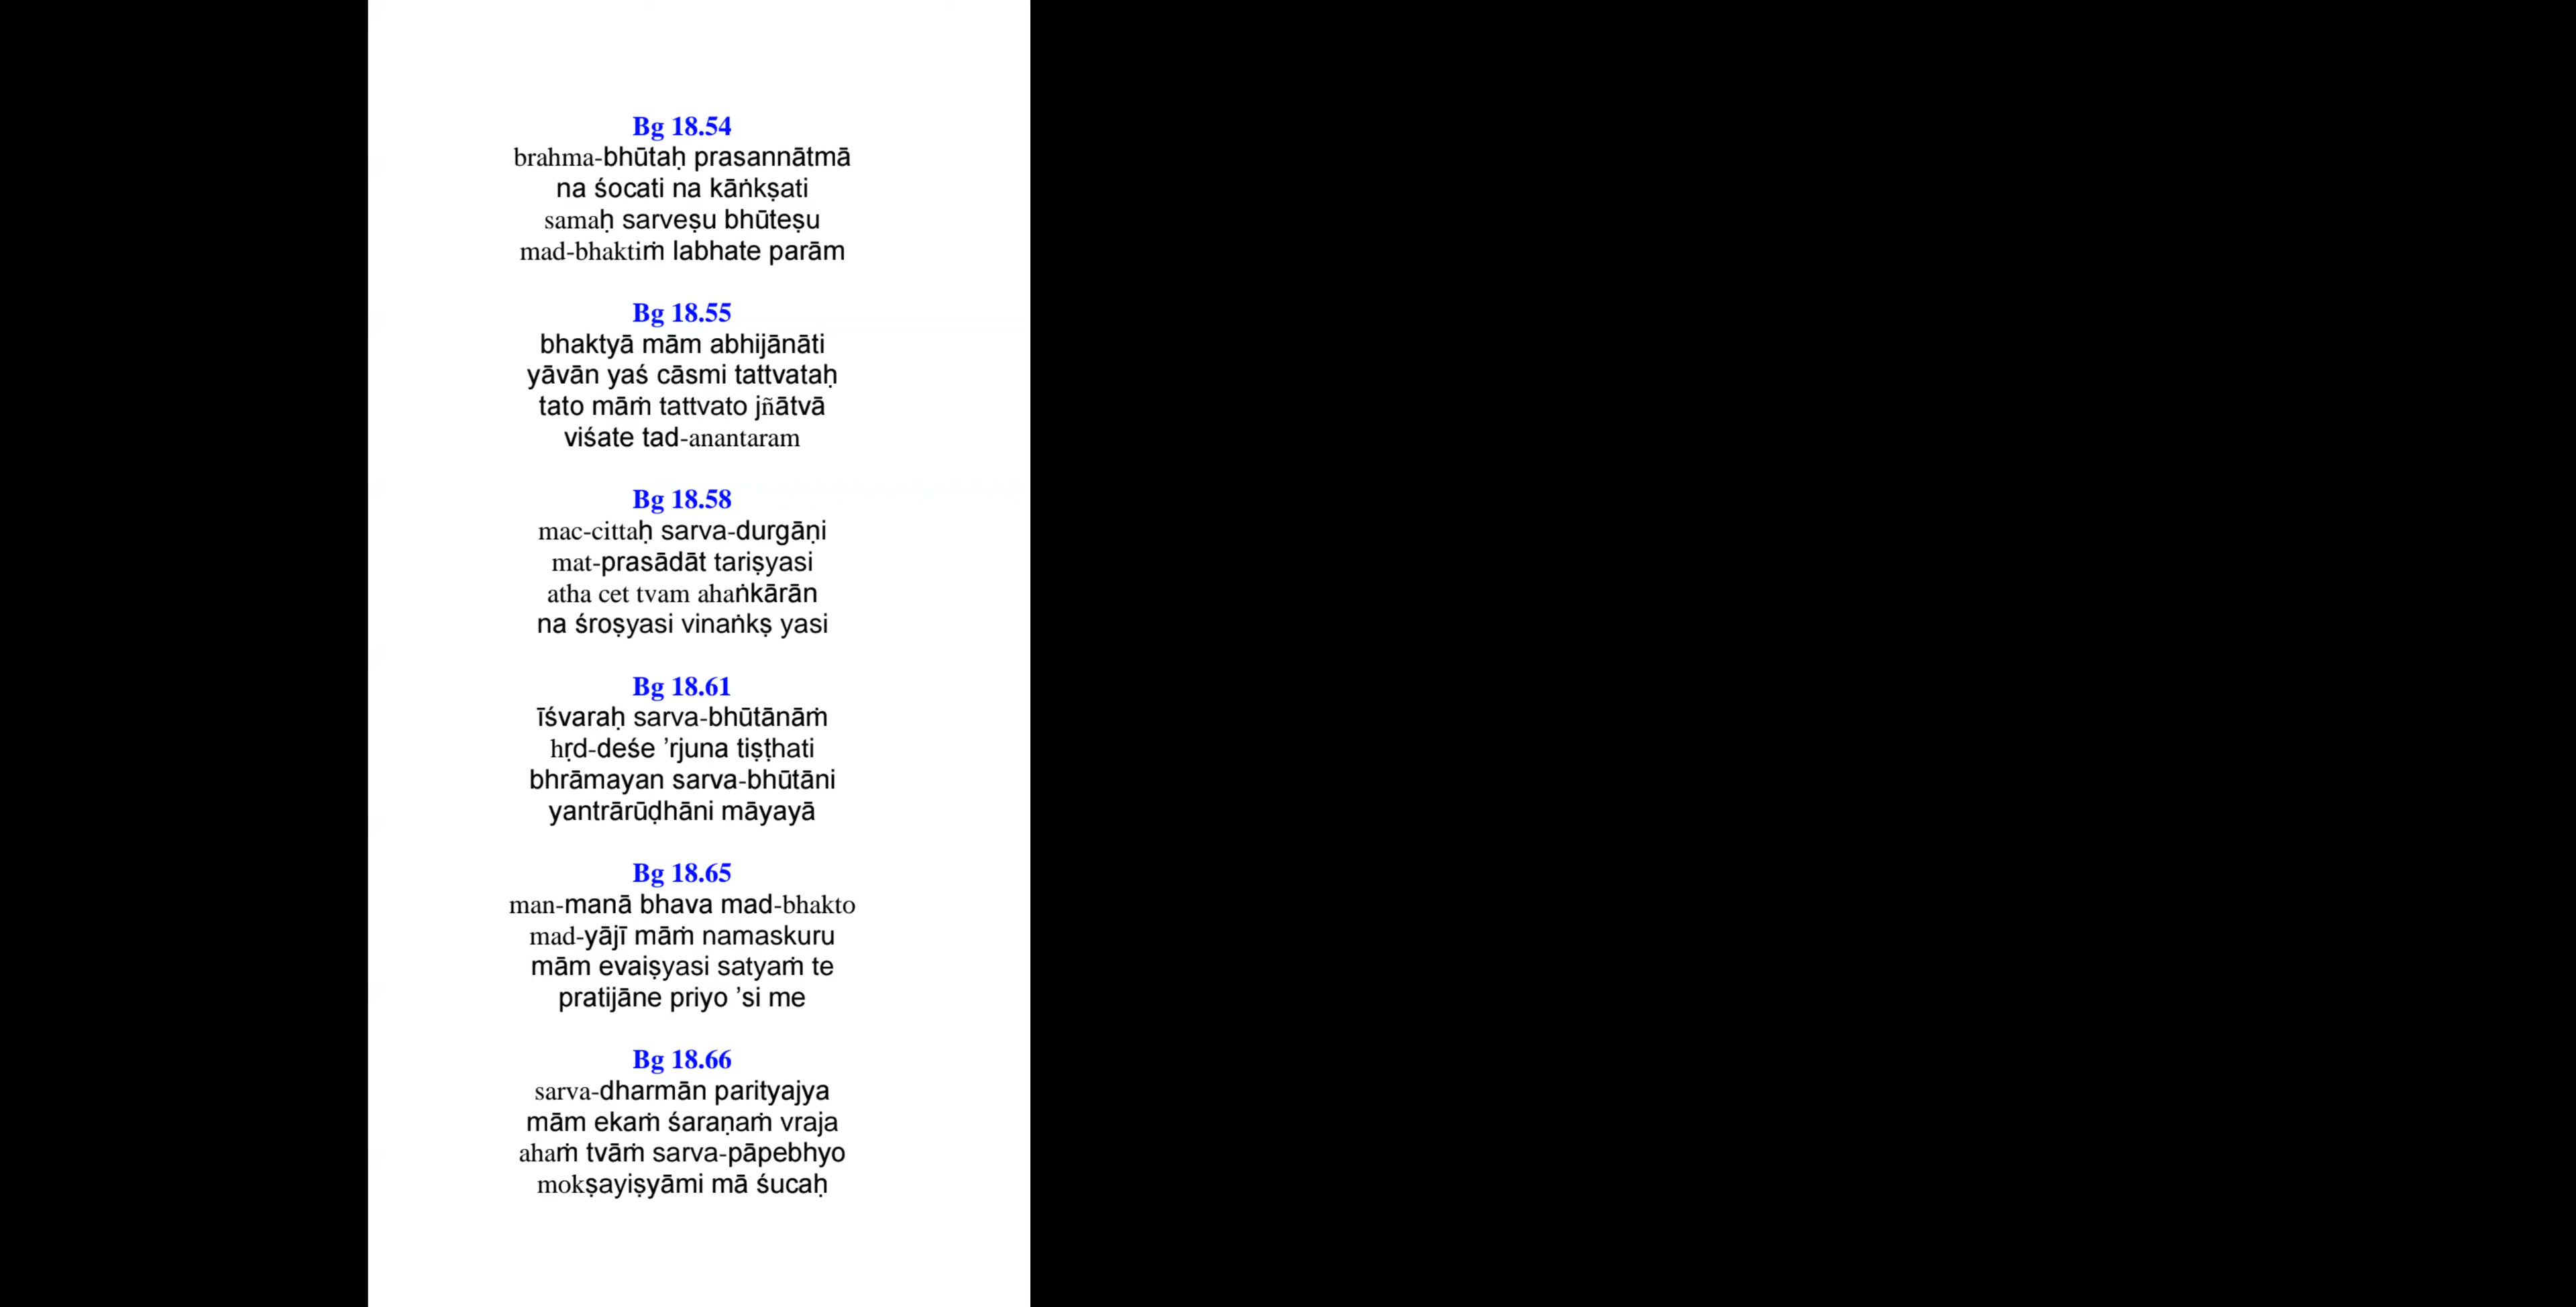 Bg 18.54
brahma-bhūtaḥ prasannātmā
na śocati na kāṅkṣati
samaḥ sarveṣu bhūteṣu
mad-bhaktiṁ labhate parām
Bg 18.55
bhaktyā mām abhijānāti
yāvān yaś cāsmi tattvataḥ
tato māṁ tattvato jñātvā
viśate tad-anantaram
Bg 18.58
mac-cittaḥ sarva-durgāṇi
mat-prasādāt tariṣyasi
atha cet tvam ahaṅkārān
na śroṣyasi vinaṅkṣ yasi
Bg 18.61
īśvaraḥ sarva-bhūtānāṁ
hṛd-deśe ’rjuna tiṣṭhati
bhrāmayan sarva-bhūtāni
yantrārūḍhāni māyayā
Bg 18.65
man-manā bhava mad-bhakto
mad-yājī māṁ namaskuru
mām evaiṣyasi satyaṁ te
pratijāne priyo ’si me
Bg 18.66
sarva-dharmān parityajya
mām ekaṁ śaraṇaṁ vraja
ahaṁ tvāṁ sarva-pāpebhyo
mokṣayiṣyāmi mā śucaḥ